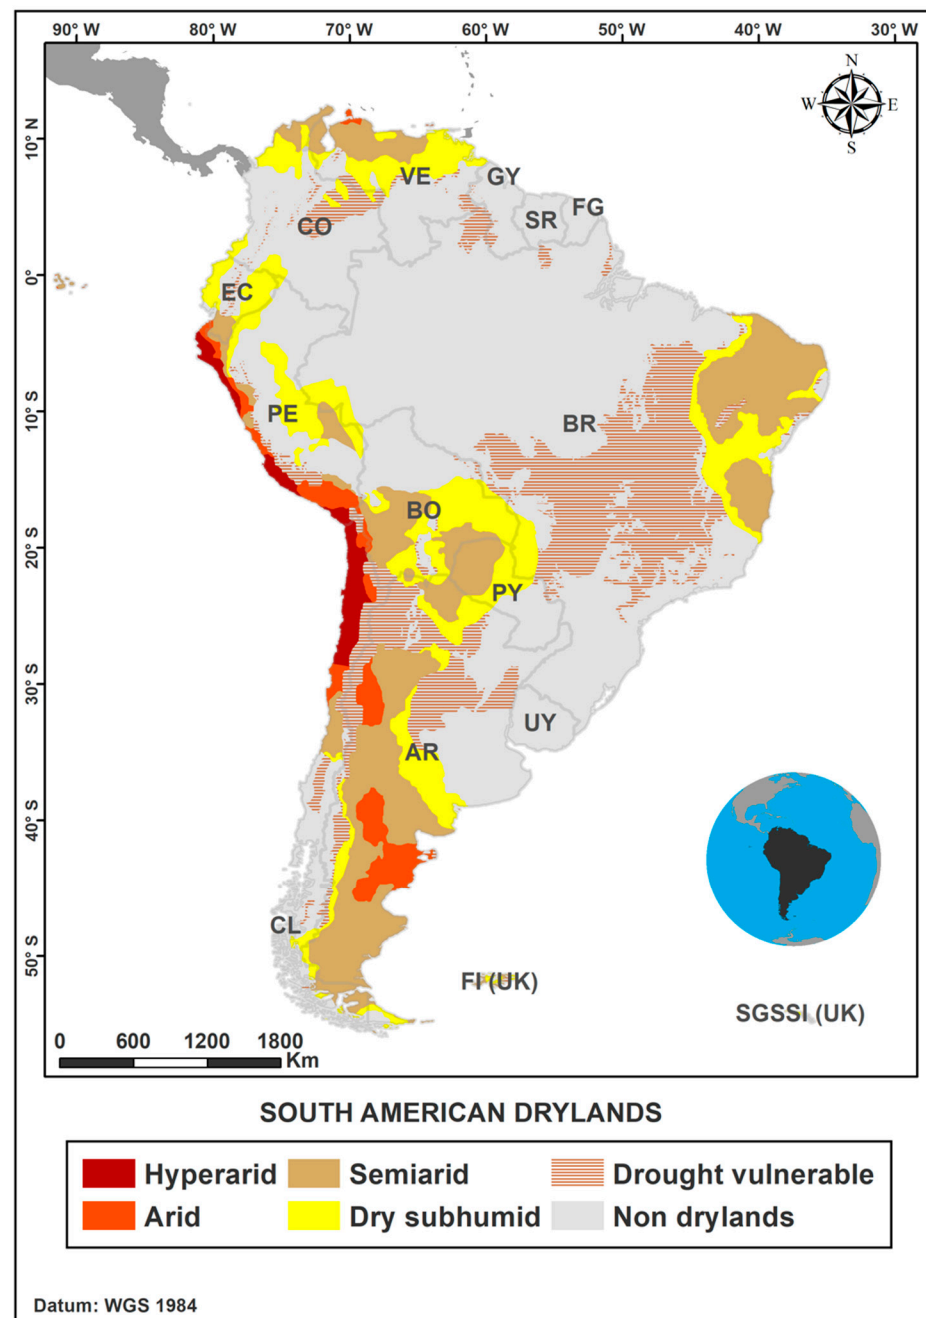 90° W 80° W 70° W 60° W 50° W 40° W 30° W
N
W E
S
10° N
0°
10° S
20° S
30° S
40° S
50° S
VE
GY
SR
FG
CO
EC
PE
BR
BO
PY
UY
AR
CL
FI (UK)
SGSSI (UK)
0 600 1200 1800
Km
SOUTH AMERICAN DRYLANDS
Hyperarid Semiarid Drought vulnerable
Arid Dry subhumid Non drylands
Datum: WGS 1984